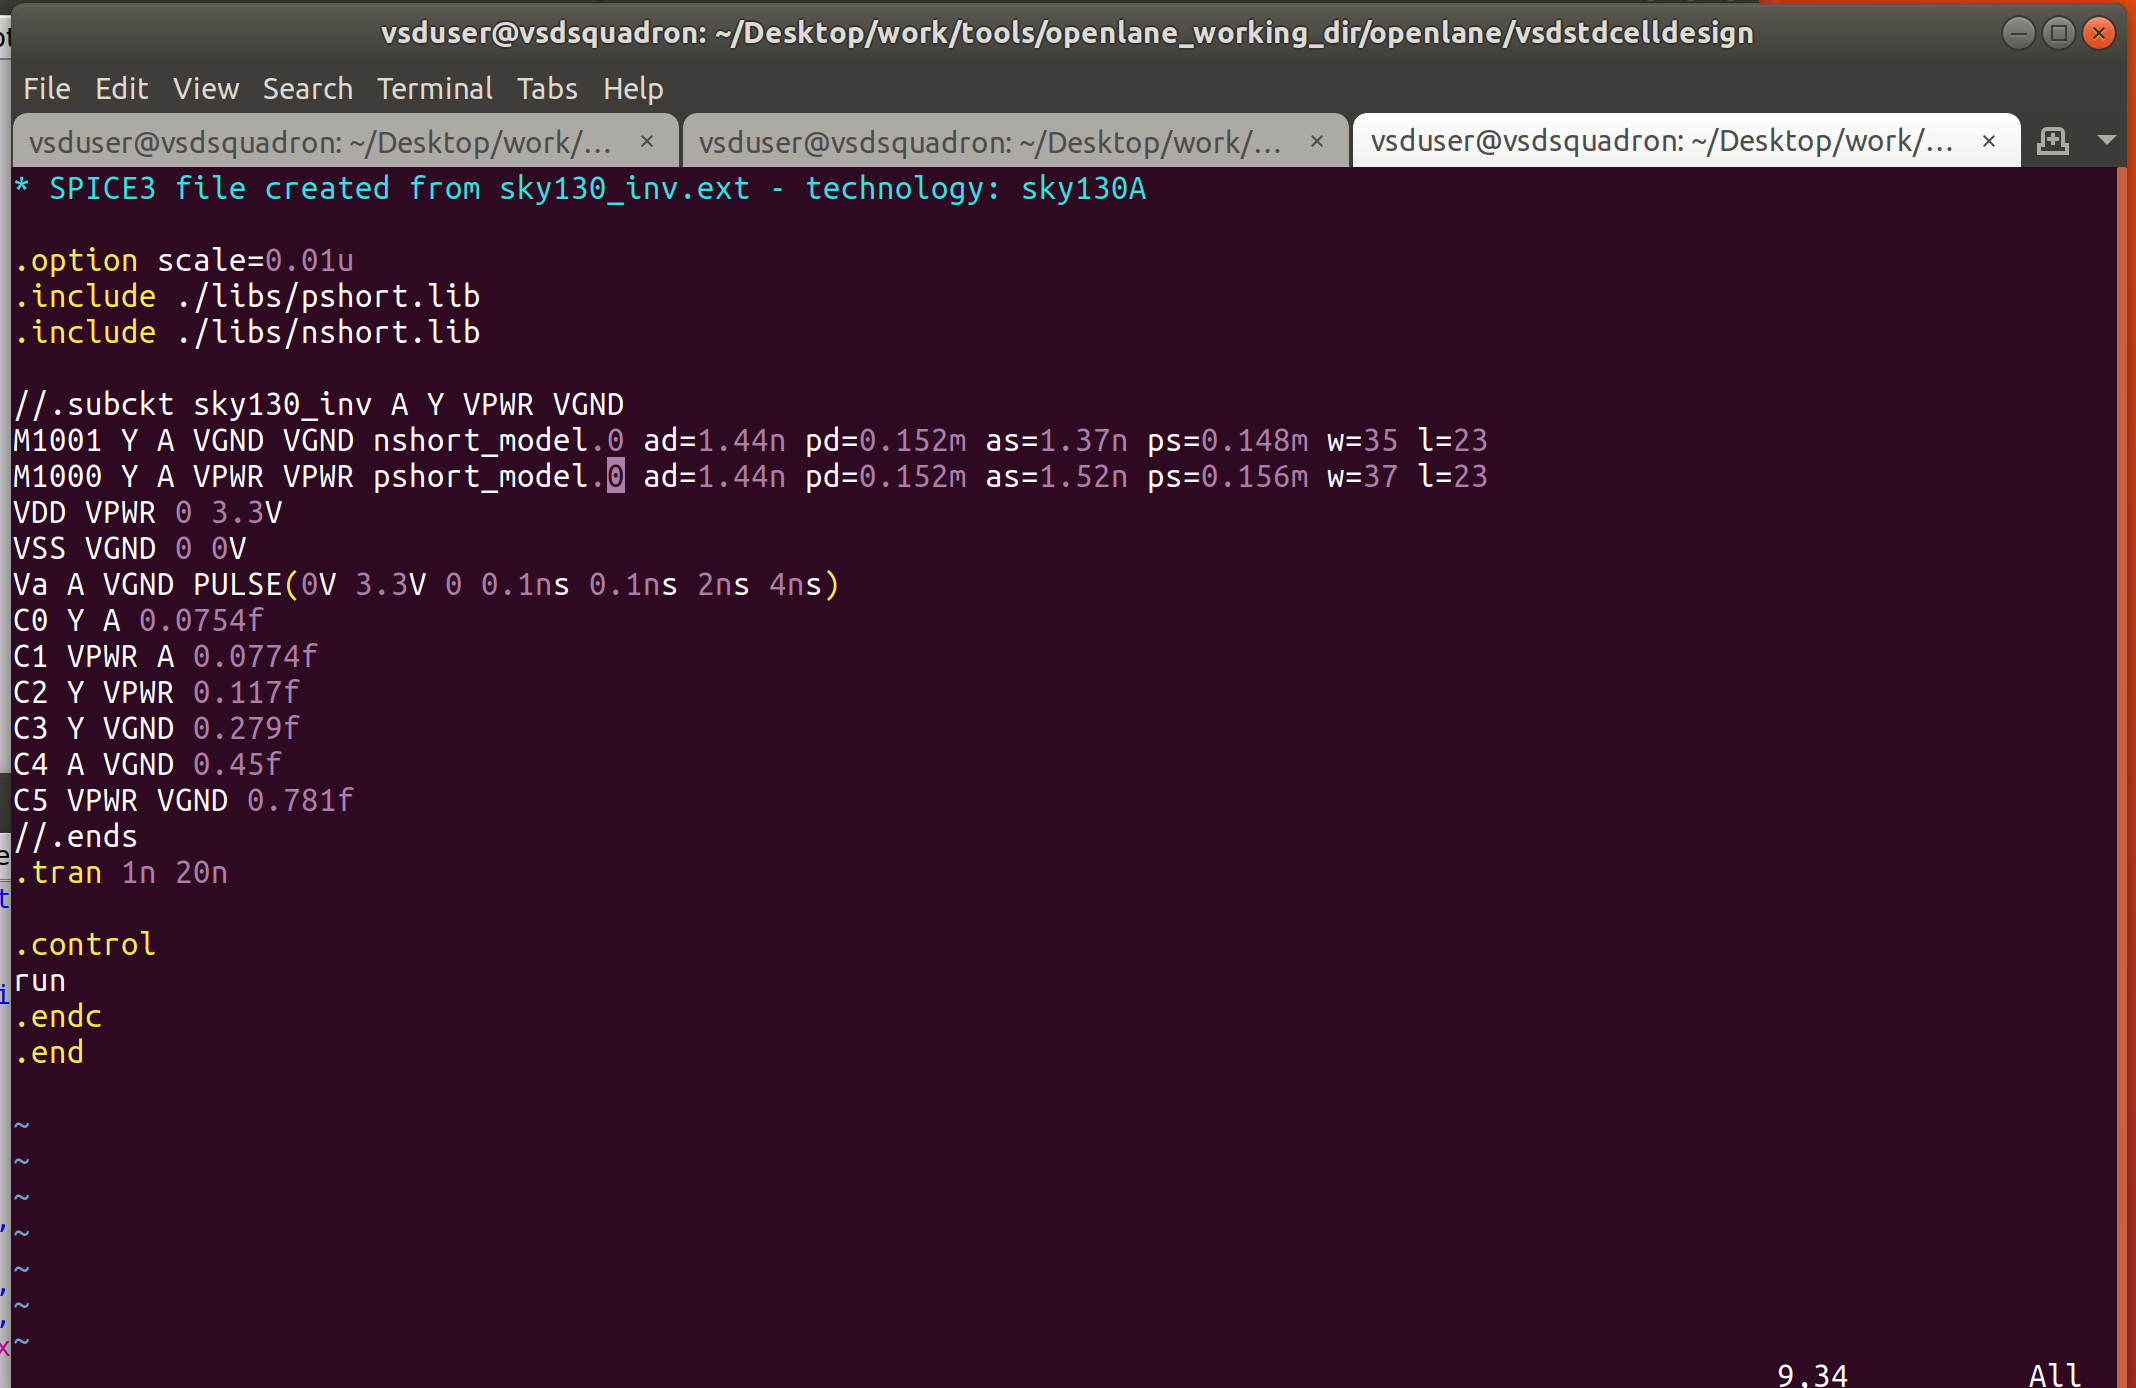 vsduser@vsdsquadron: ~/Desktop/work/tools/openlane_working_dir/openlane/vsdstdcelldesign
File Edit View Search Terminal Tabs Help
vsduser@vsdsquadron: ~/Desktop/work/... × vsduser@vsdsquadron: ~/Desktop/work/... × vsduser@vsdsquadron: ~/Desktop/work/... ×
* SPICE3 file created from sky130_inv.ext - technology: sky130A
.option scale=0.01u
.include ./libs/pshort.lib
.include ./libs/nshort.lib
//.subckt sky130_inv A Y VPWR VGND
M1001 Y A VGND VGND nshort_model.0 ad=1.44n pd=0.152m as=1.37n ps=0.148m w=35 l=23
M1000 Y A VPWR VPWR pshort_model.0 ad=1.44n pd=0.152m as=1.52n ps=0.156m w=37 l=23
VDD VPWR 0 3.3V
VSS VGND 0 0V
Va A VGND PULSE(0V 3.3V 0 0.1ns 0.1ns 2ns 4ns)
C0 Y A 0.0754f
C1 VPWR A 0.0774f
C2 Y VPWR 0.117f
C3 Y VGND 0.279f
C4 A VGND 0.45f
C5 VPWR VGND 0.781f
//.ends
.tran 1n 20n
.control
run
.endc
.end
~
~
~
~
~
~
~
9,34 All